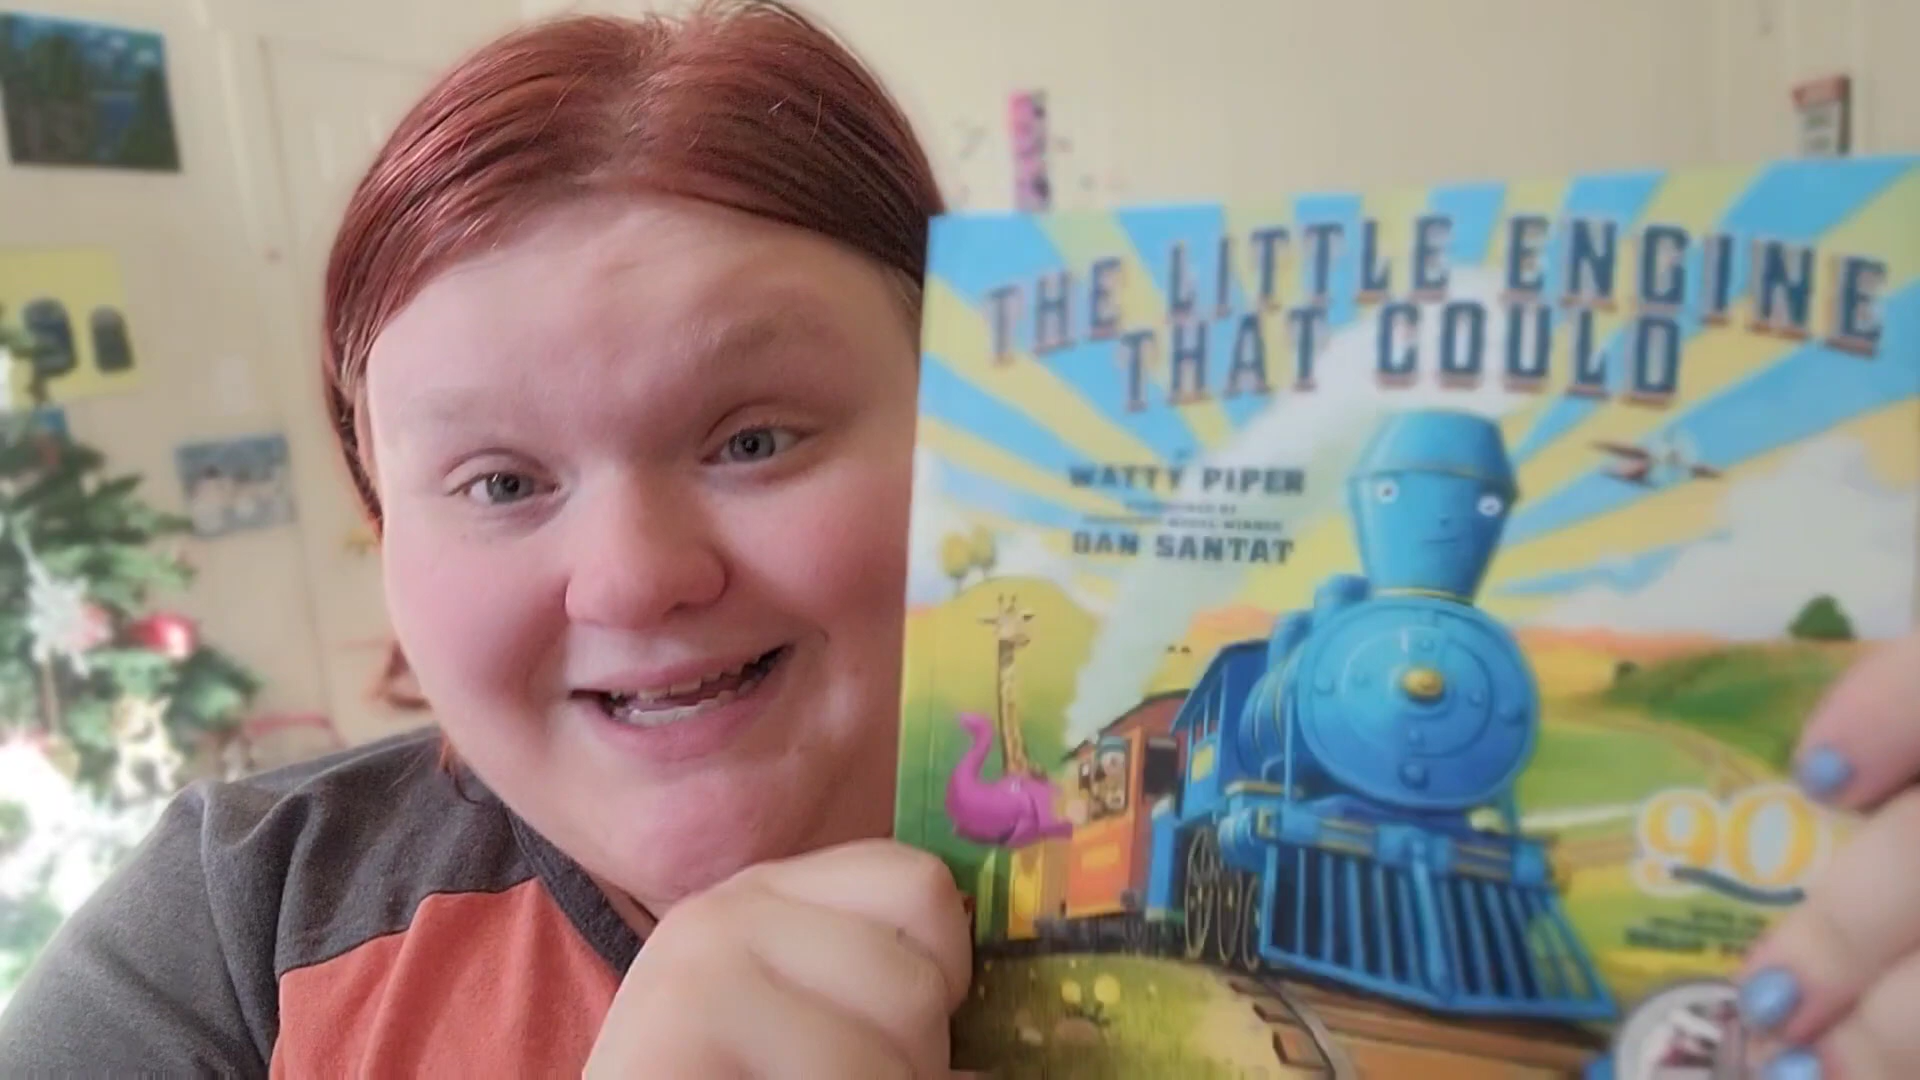 THE LITTLE ENGINE
THAT COULD
WATTY PIPER
DAN SANTAT
90